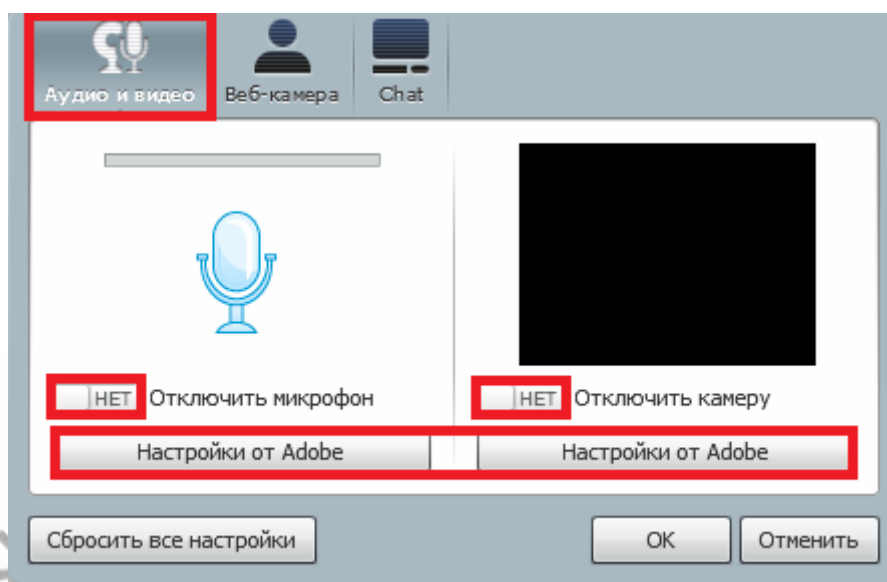 Аудио и видео
Веб-камера
Chat
НЕТ Отключить микрофон
НЕТ Отключить камеру
Настройки от Adobe
Настройки от Adobe
Сбросить все настройки
OK
Отменить